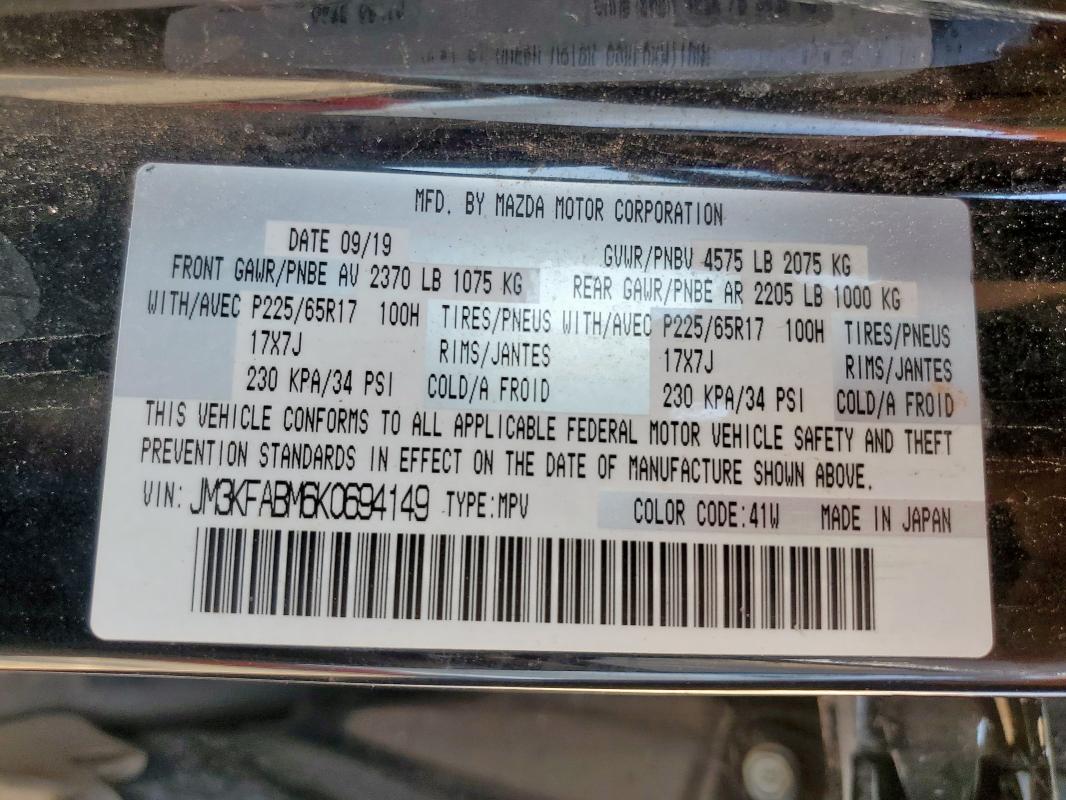 MFD. BY MAZDA MOTOR CORPORATION
DATE 09/19 GVWR/PNBV 4575 LB 2075 KG
FRONT GAWR/PNBE AV 2370 LB 1075 KG REAR GAWR/PNBE AR 2205 LB 1000 KG
WITH/AVEC P225/65R17 100H TIRES/PNEUS WITH/AVEC P225/65R17 100H TIRES/PNEUS
17X7J RIMS/JANTES 17X7J RIMS/JANTES
230 KPA/34 PSI COLD/A FROID 230 KPA/34 PSI COLD/A FROID
THIS VEHICLE CONFORMS TO ALL APPLICABLE FEDERAL MOTOR VEHICLE SAFETY AND THEFT
PREVENTION STANDARDS IN EFFECT ON THE DATE OF MANUFACTURE SHOWN ABOVE.
VIN: JM3KFABM6K0694149 TYPE:MPV COLOR CODE:41W MADE IN JAPAN